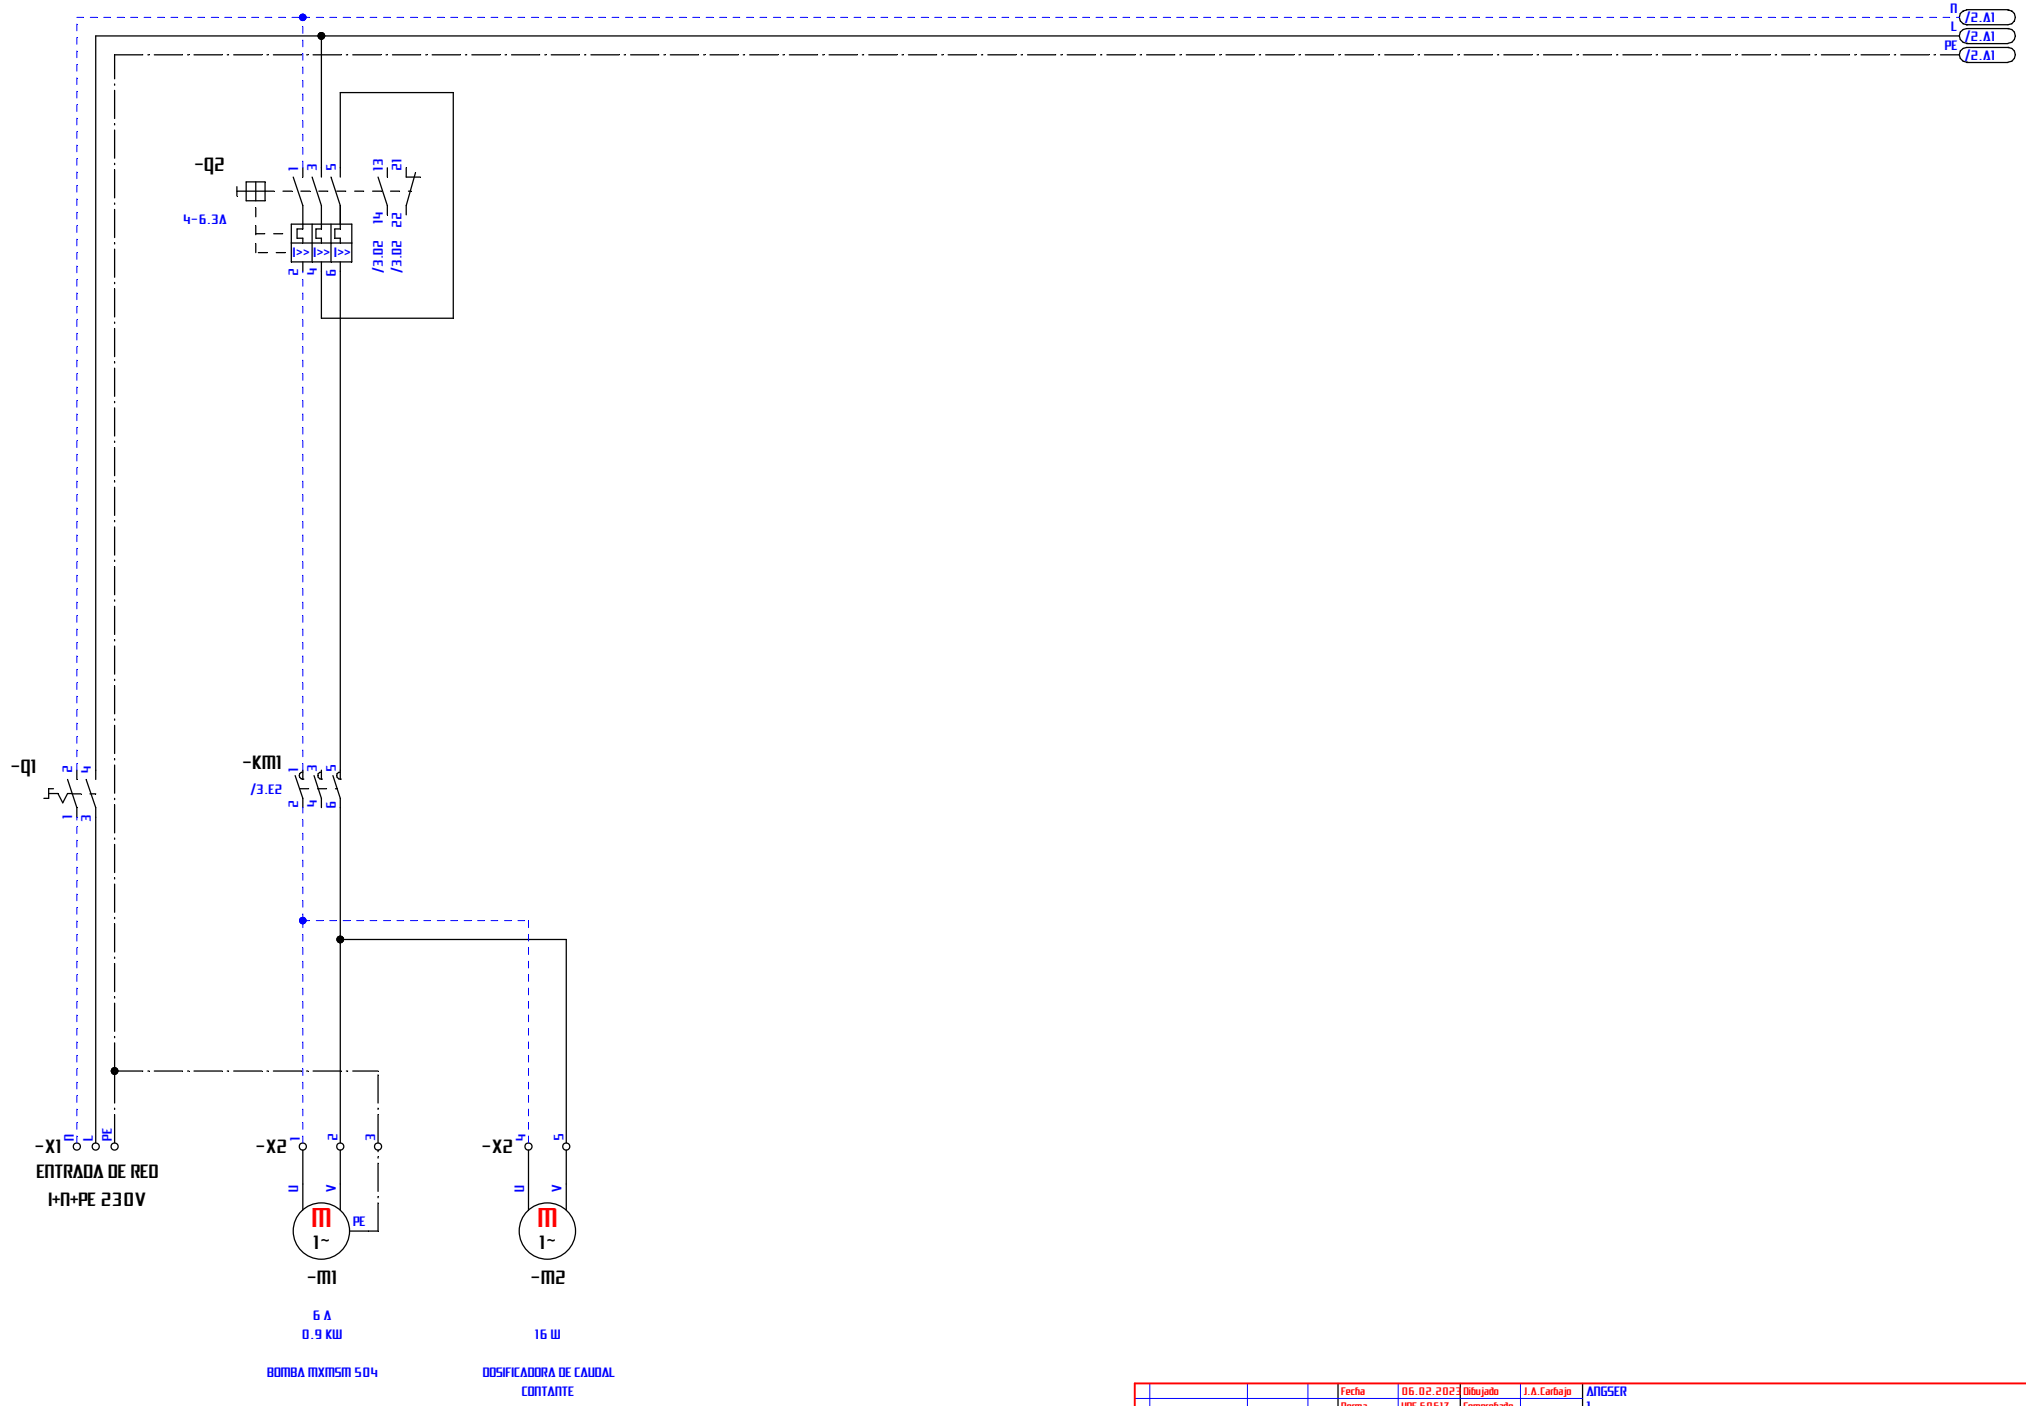 N /2.A1
L /2.A1
PE /2.A1
-Q2
1 3 5 13 21
4-6.3A
14 22
I>> I>> I>>
2 4 6 /3.D2 /3.D2
-Q1
2 4
1 3
-KM1
1 3 5
/3.E2
2 4 6
-X1 N L PE
ENTRADA DE RED
1+N+PE 230V
-X2 1 2 3
U V
M
1~
PE
-M1
6 A
0.9 KW
BOMBA MXMSM 504
-X2 4 5
U V
M
1~
-M2
16 W
DOSIFICADORA DE CAUDAL
CONTANTE
Fecha 06.02.2023 Dibujado J.A.Carbajo ANGSER